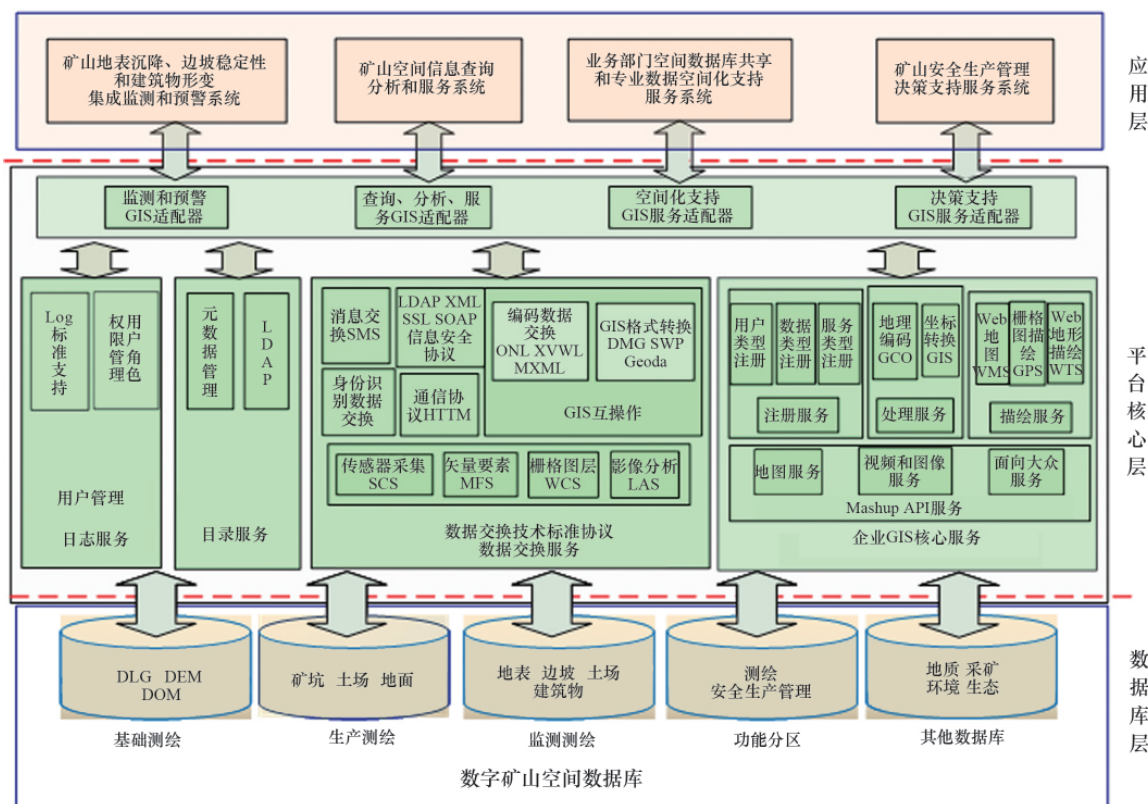 矿山地表沉降、边坡稳定性
和建筑物形变
集成监测和预警系统
矿山空间信息查询
分析和服务系统
业务部门空间数据库共享
和专业数据空间化支持
服务系统
矿山安全生产管理
决策支持服务系统
应用层
监测和预警
GIS适配器
查询、分析、服
务GIS适配器
空间化支持
GIS服务适配器
决策支持
GIS服务适配器
Log
标准支持
权限管理
用户角色
用户管理
日志服务
元数据管理
LDAP
目录服务
消息交
换SMS
LDAP XML
SSL SOAP
信息安全
协议
编码数据
交换
ONL XVWL
MXML
GIS格式转换
DMG SWP
Geoda
身份识
别数据
交换
通信协
议HTTM
GIS互操作
传感器采集
SCS
矢量要素
MFS
栅格图层
WCS
影像分析
LAS
数据交换技术标准协议
数据交换服务
用户
类型
注册
数据
类型
注册
服务
类型
注册
注册服务
地理
编码
GCO
坐标
转换
GIS
处理服务
Web
地
图
WMS
栅格
图描
绘
GPS
Web
地形
描绘
WTS
描绘服务
地图服务
视频和图像
服务
面向大众
服务
Mashup API服务
企业GIS核心服务
平台核心层
DLG DEM
DOM
矿坑 土场 地面
地表 边坡 土场
建筑物
测绘
安全生产管理
地质 采矿
环境 生态
基础测绘
生产测绘
监测测绘
功能分区
其他数据库
数字矿山空间数据库
数据库层